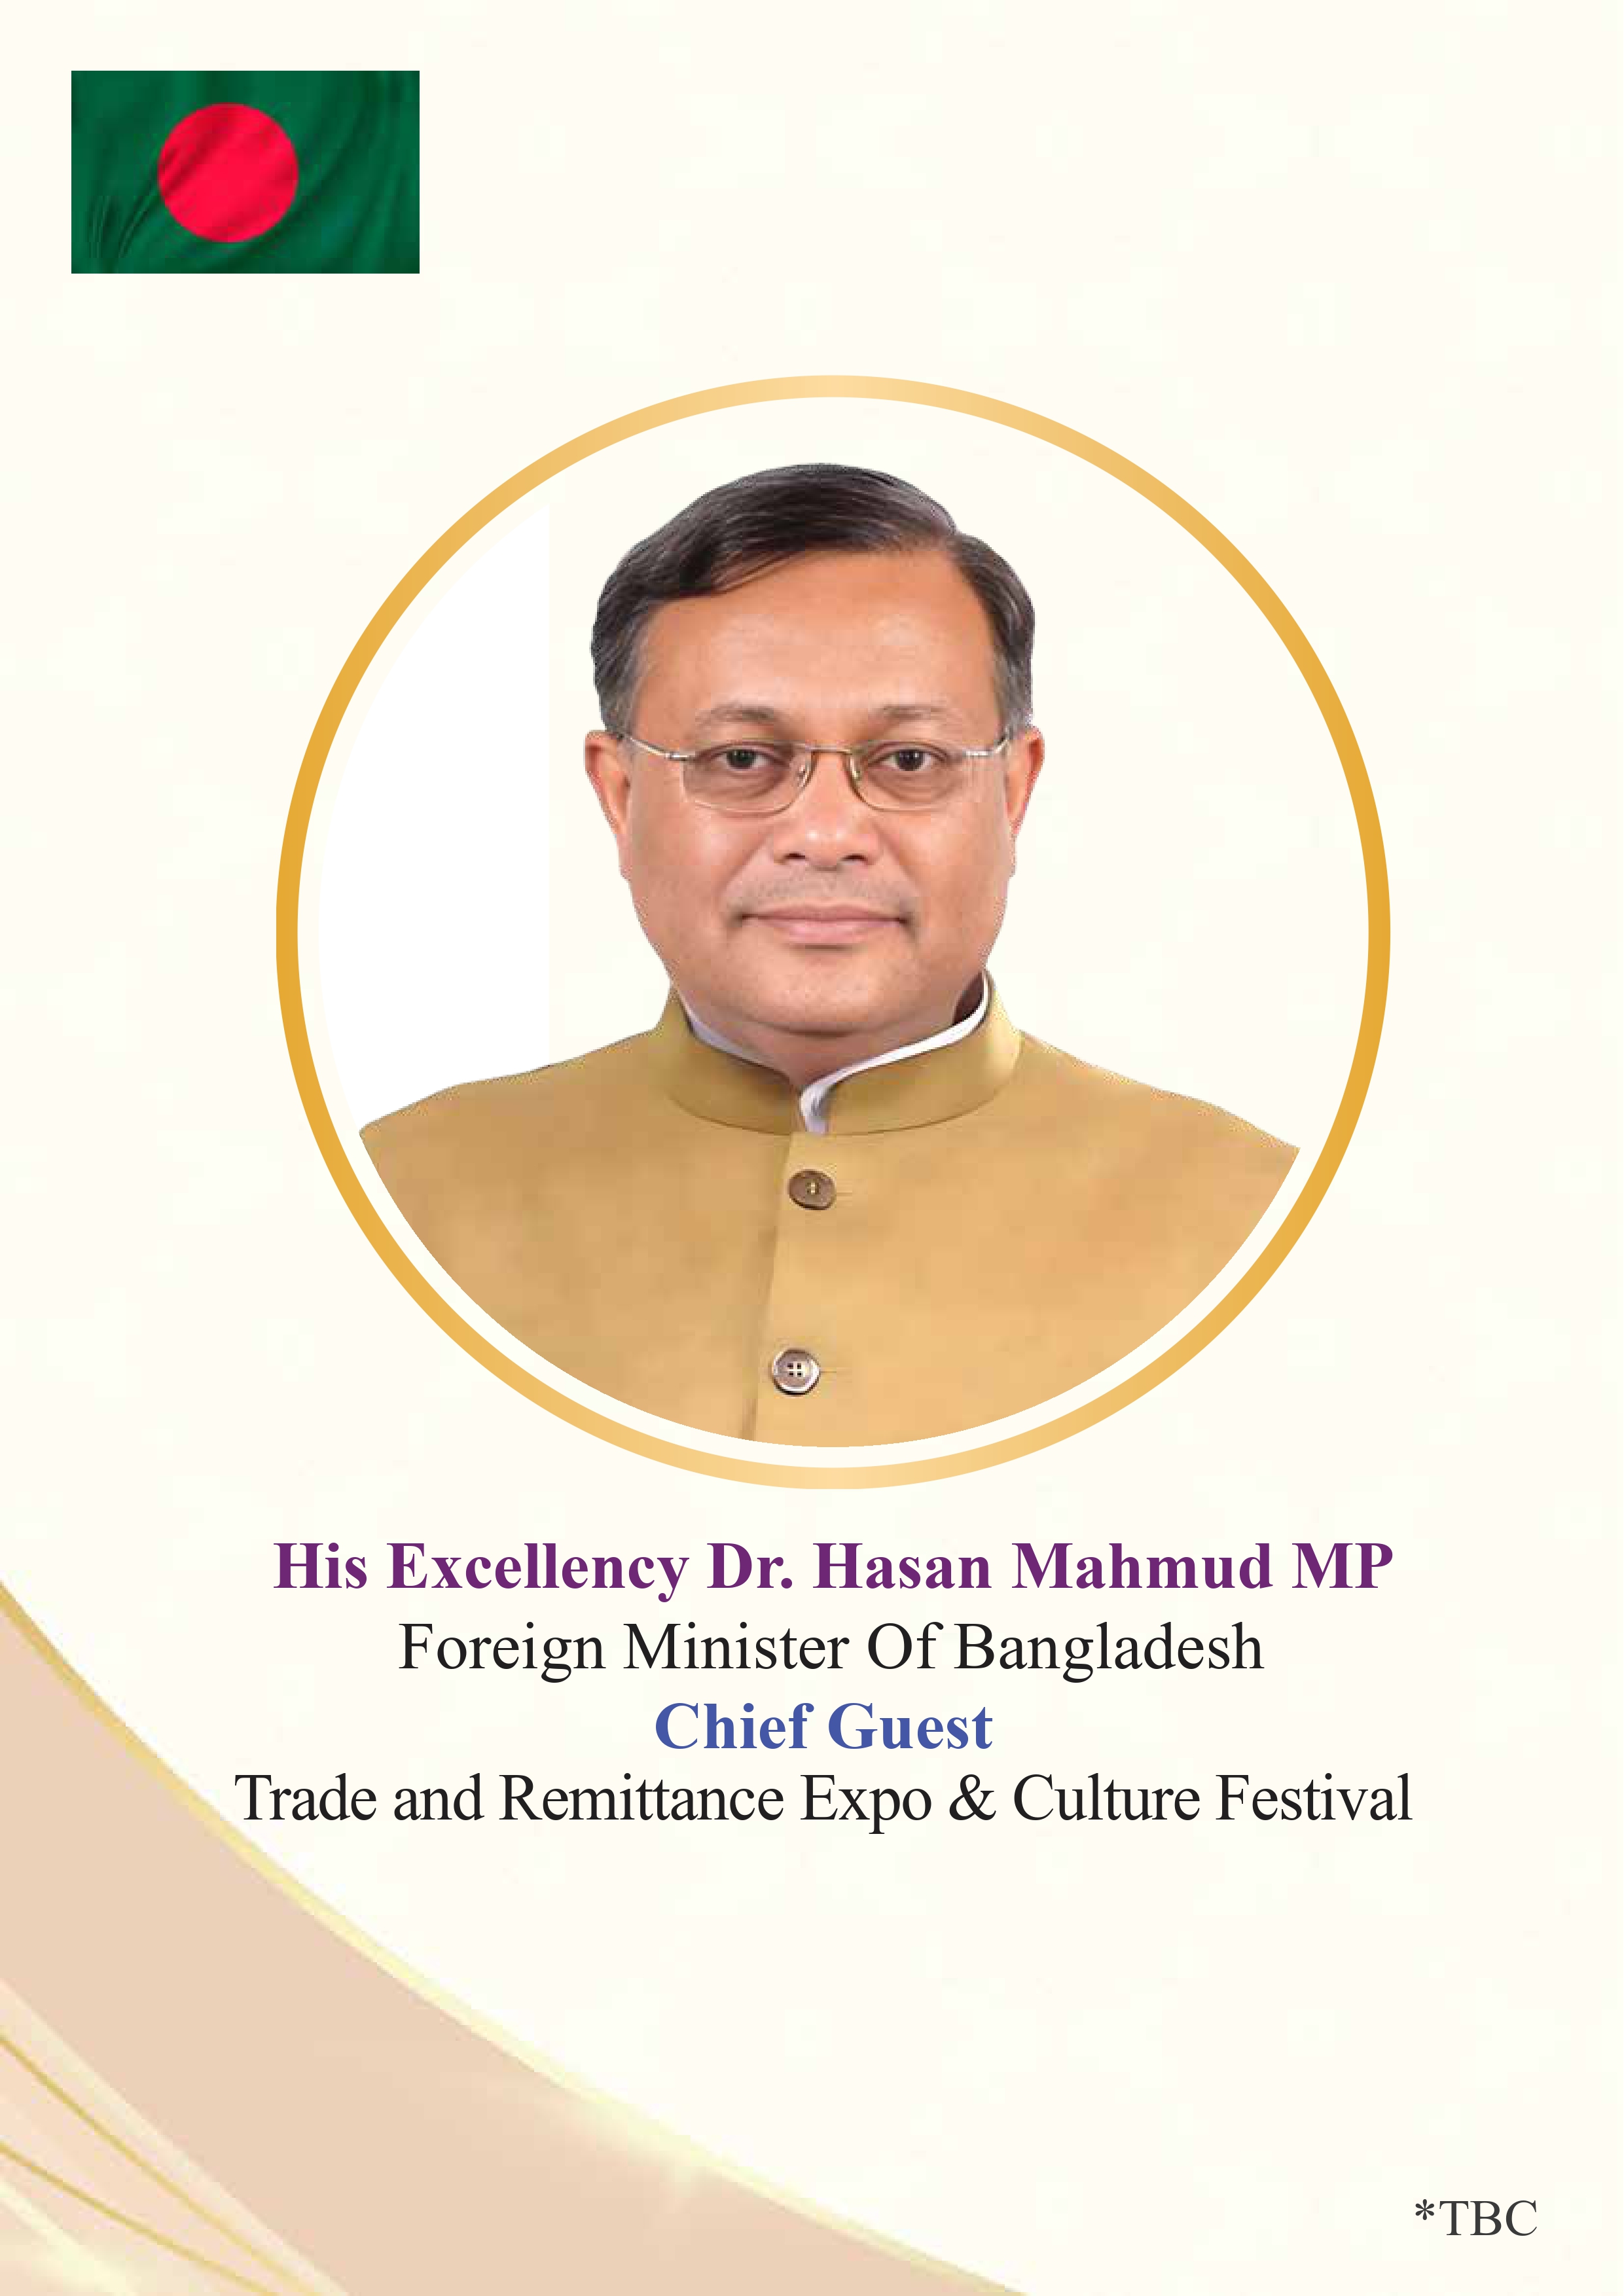 His Excellency Dr. Hasan Mahmud MP
Foreign Minister Of Bangladesh
Chief Guest
Trade and Remittance Expo & Culture Festival
*TBC